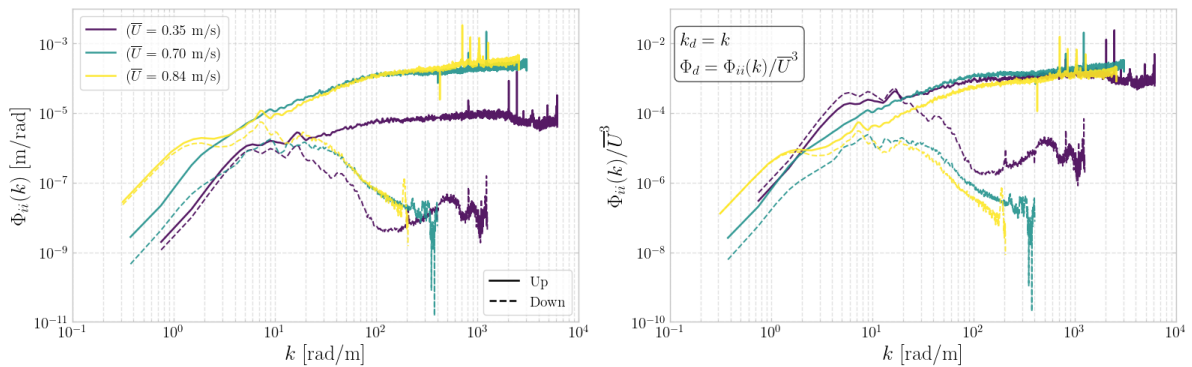 (U̅ = 0.35 m/s)
(U̅ = 0.70 m/s)
(U̅ = 0.84 m/s)
Φᵢᵢ(k) [m/rad]
10⁻³
10⁻⁵
10⁻⁷
10⁻⁹
10⁻¹¹
Up
Down
10⁻¹
10⁰
10¹
10²
10³
10⁴
k [rad/m]
k_d = k
Φ_d = Φᵢᵢ(k)/U̅³
Φᵢᵢ(k)/U̅³
10⁻²
10⁻⁴
10⁻⁶
10⁻⁸
10⁻¹⁰
10⁻¹
10⁰
10¹
10²
10³
10⁴
k [rad/m]